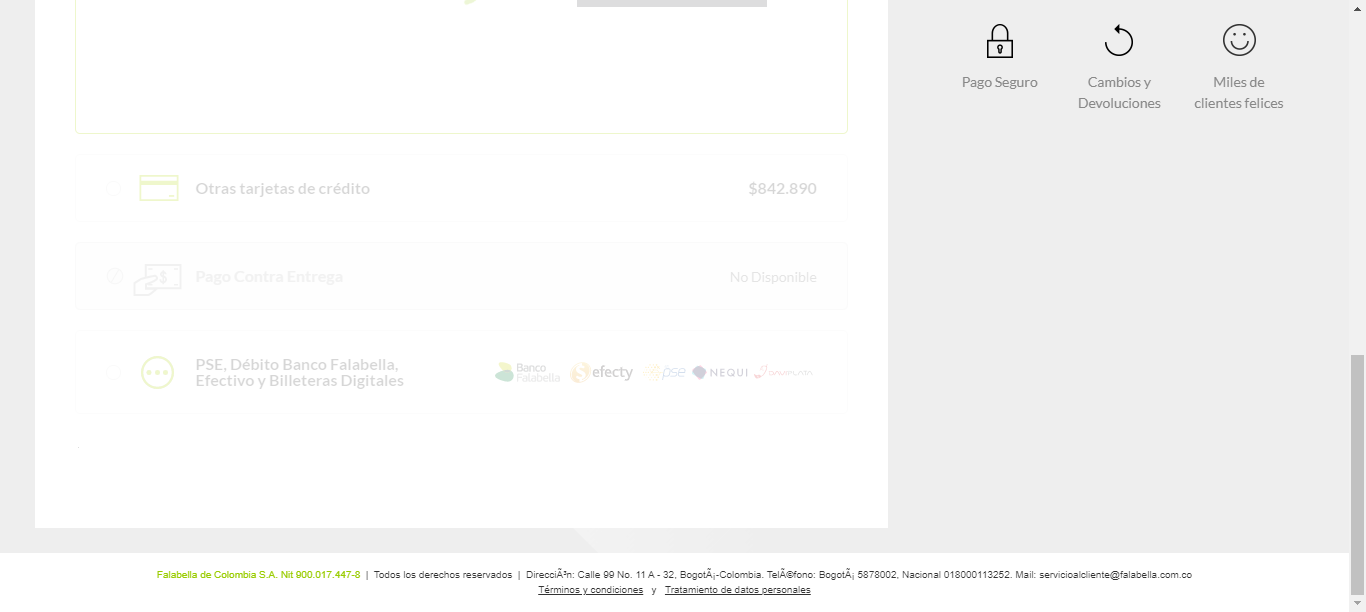 Pago Seguro
Cambios y
Devoluciones
Miles de
clientes felices
Otras tarjetas de crédito
$842.890
Pago Contra Entrega
No Disponible
PSE, Débito Banco Falabella,
Efectivo y Billeteras Digitales
Banco
Falabella
efecty
pse
NEQUI
DAVIPLATA
Falabella de Colombia S.A. Nit 900.017.447-8 | Todos los derechos reservados | DirecciÃ³n: Calle 99 No. 11 A - 32, BogotÃ¡-Colombia. TelÃ©fono: BogotÃ¡ 5878002, Nacional 018000113252. Mail: servicioalcliente@falabella.com.co
Términos y condiciones y Tratamiento de datos personales